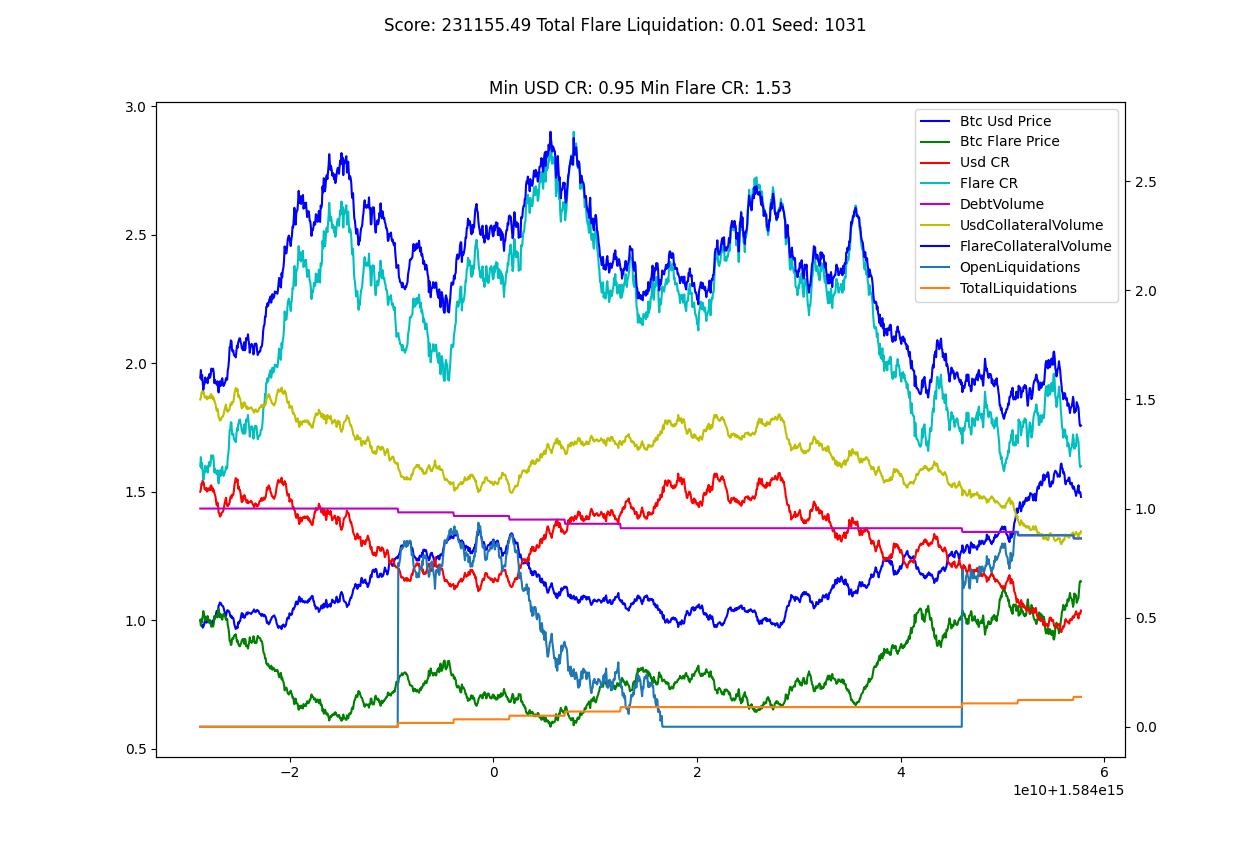 Score: 231155.49 Total Flare Liquidation: 0.01 Seed: 1031
Min USD CR: 0.95 Min Flare CR: 1.53
3.0
2.5
2.0
1.5
1.0
0.5
Btc Usd Price
Btc Flare Price
Usd CR
Flare CR
DebtVolume
UsdCollateralVolume
FlareCollateralVolume
OpenLiquidations
TotalLiquidations
2.5
2.0
1.5
1.0
0.5
0.0
−2 0 2 4 6
1e10+1.584e15